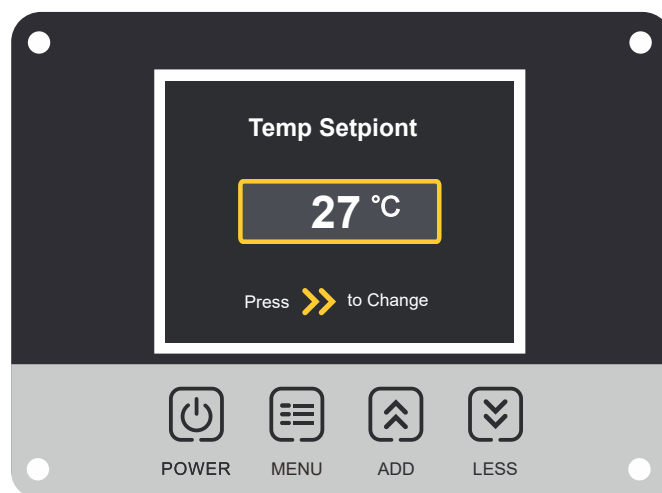 Temp Setpiont
27 °C
Press to Change
POWER MENU ADD LESS